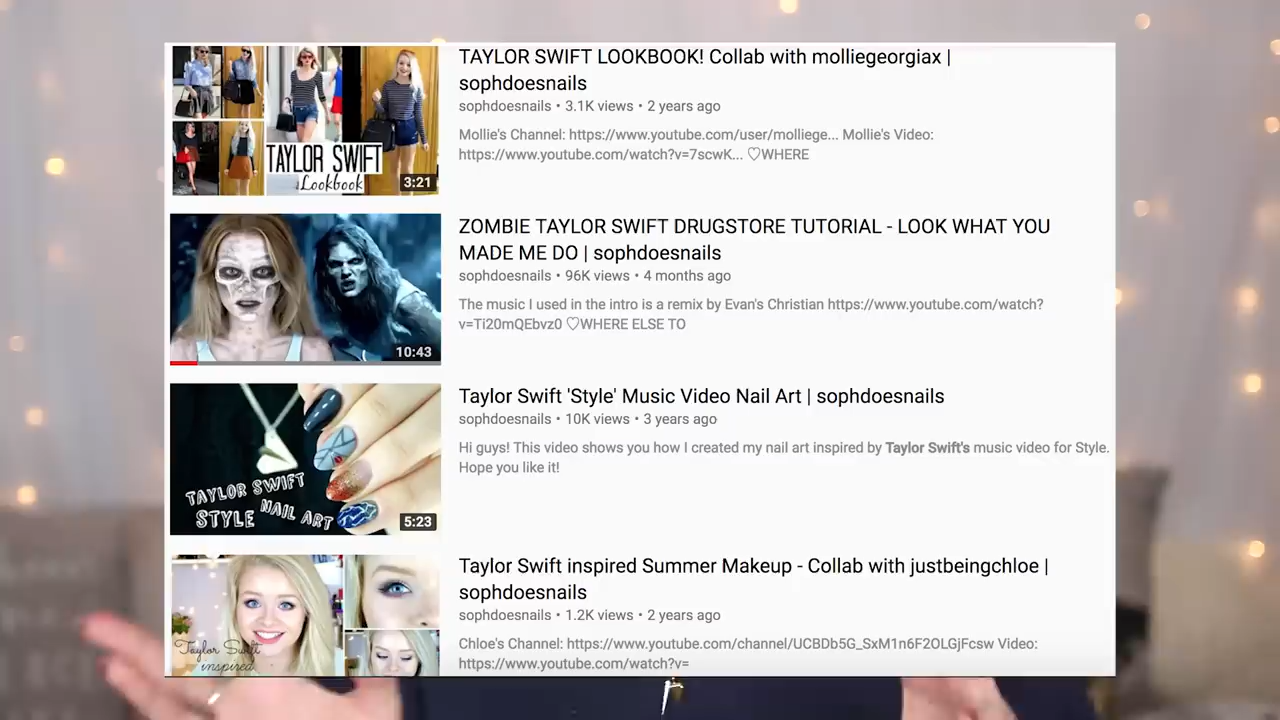 TAYLOR SWIFT LOOKBOOK! Collab with molliegeorgiax |
sophdoesnails
sophdoesnails • 3.1K views • 2 years ago
Mollie's Channel: https://www.youtube.com/user/molliege... Mollie's Video:
https://www.youtube.com/watch?v=7scwK... ♡WHERE
TAYLOR SWIFT
Lookbook
3:21
ZOMBIE TAYLOR SWIFT DRUGSTORE TUTORIAL - LOOK WHAT YOU
MADE ME DO | sophdoesnails
sophdoesnails • 96K views • 4 months ago
The music I used in the intro is a remix by Evan's Christian https://www.youtube.com/watch?
v=Ti20mQEbvz0 ♡WHERE ELSE TO
10:43
Taylor Swift 'Style' Music Video Nail Art | sophdoesnails
sophdoesnails • 10K views • 3 years ago
Hi guys! This video shows you how I created my nail art inspired by Taylor Swift's music video for Style.
Hope you like it!
TAYLOR SWIFT
STYLE NAIL ART
5:23
Taylor Swift inspired Summer Makeup - Collab with justbeingchloe |
sophdoesnails
sophdoesnails • 1.2K views • 2 years ago
Chloe's Channel: https://www.youtube.com/channel/UCBDb5G_SxM1n6F2OLGjFcsw Video:
https://www.youtube.com/watch?v=
Taylor Swift
inspired